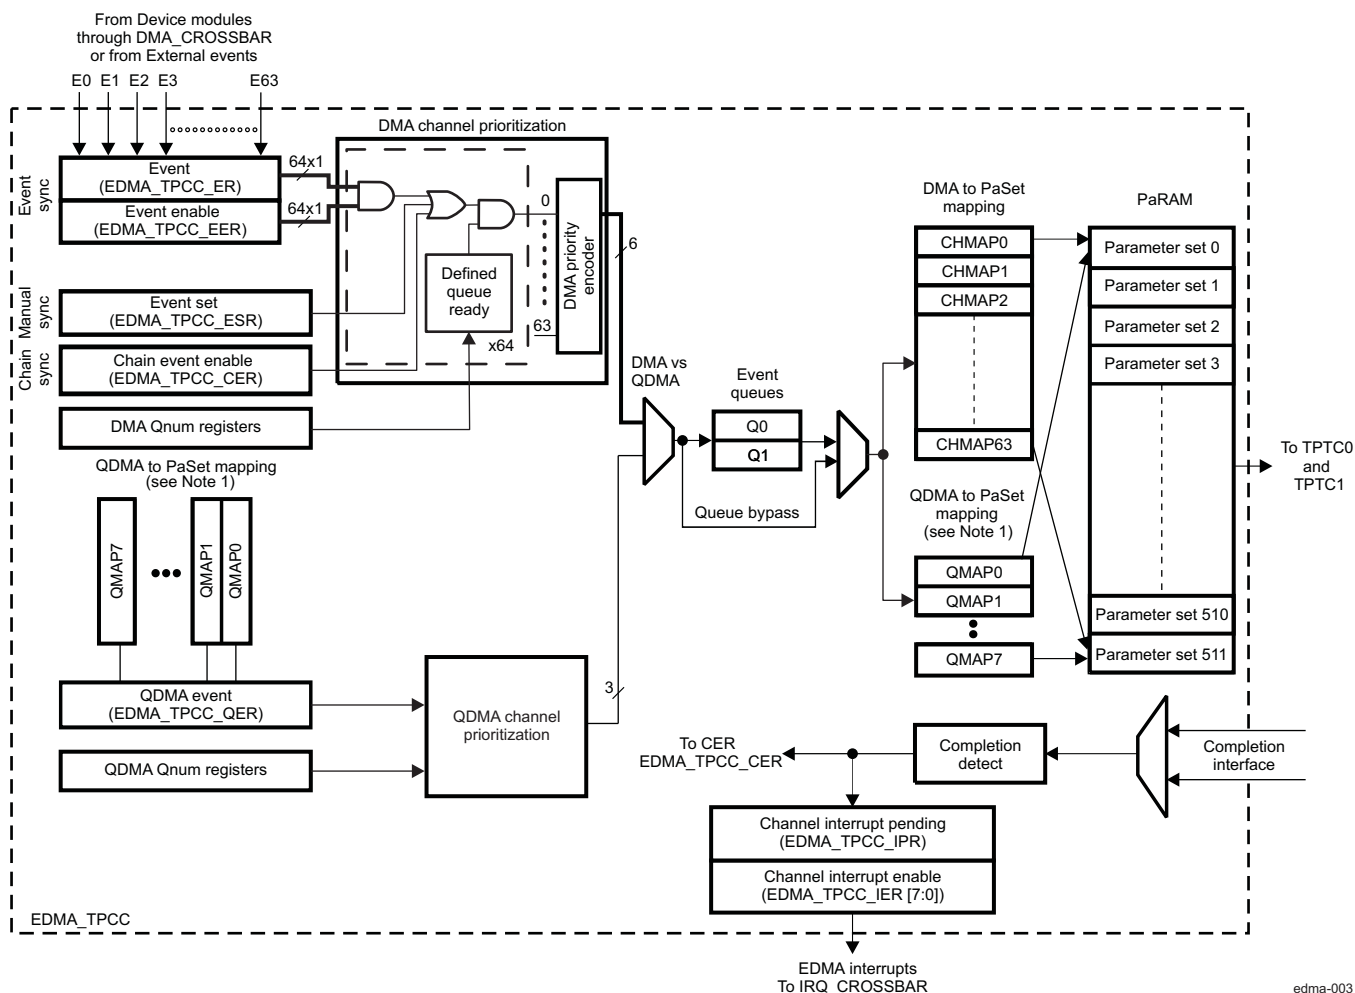 From Device modules
through DMA_CROSSBAR
or from External events
E0 E1 E2 E3 E63
DMA channel prioritization
Event
sync
Event
(EDMA_TPCC_ER)
64x1
Event enable
(EDMA_TPCC_EER)
64x1
0
63
DMA priority
encoder
6
Defined
queue
ready
x64
Manual
sync
Event set
(EDMA_TPCC_ESR)
Chain
sync
Chain event enable
(EDMA_TPCC_CER)
DMA Qnum registers
QDMA to PaSet mapping
(see Note 1)
QMAP7
QMAP1
QMAP0
QDMA event
(EDMA_TPCC_QER)
QDMA Qnum registers
QDMA channel
prioritization
3
DMA vs
QDMA
Event
queues
Q0
Q1
Queue bypass
DMA to PaSet
mapping
CHMAP0
CHMAP1
CHMAP2
CHMAP63
QDMA to PaSet
mapping
(see Note 1)
QMAP0
QMAP1
QMAP7
PaRAM
Parameter set 0
Parameter set 1
Parameter set 2
Parameter set 3
Parameter set 510
Parameter set 511
To TPTC0
and
TPTC1
Completion
interface
Completion
detect
To CER
EDMA_TPCC_CER
Channel interrupt pending
(EDMA_TPCC_IPR)
Channel interrupt enable
(EDMA_TPCC_IER [7:0])
EDMA_TPCC
EDMA interrupts
To IRQ_CROSSBAR
edma-003